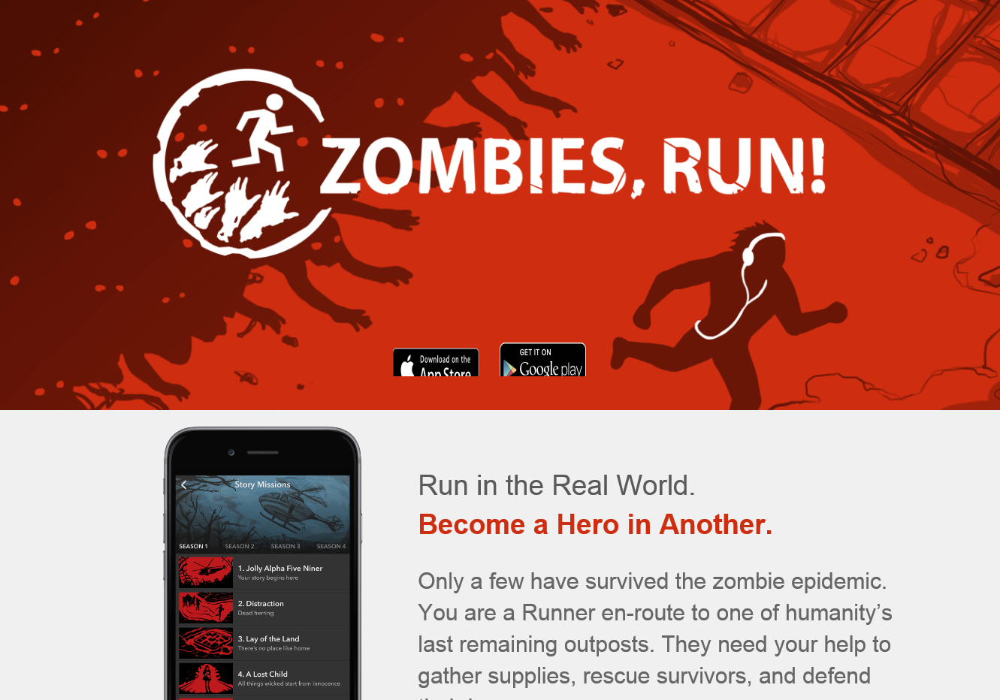 ZOMBIES, RUN!
Download on the
App Store
GET IT ON
Google play
Story Missions
SEASON 1 SEASON 2 SEASON 3 SEASON 4
1. Jolly Alpha Five Niner
Your story begins here
2. Distraction
Dead herring
3. Lay of the Land
There's no place like home
4. A Lost Child
All things wicked start from innocence
Run in the Real World.
Become a Hero in Another.
Only a few have survived the zombie epidemic.
You are a Runner en-route to one of humanity’s
last remaining outposts. They need your help to
gather supplies, rescue survivors, and defend